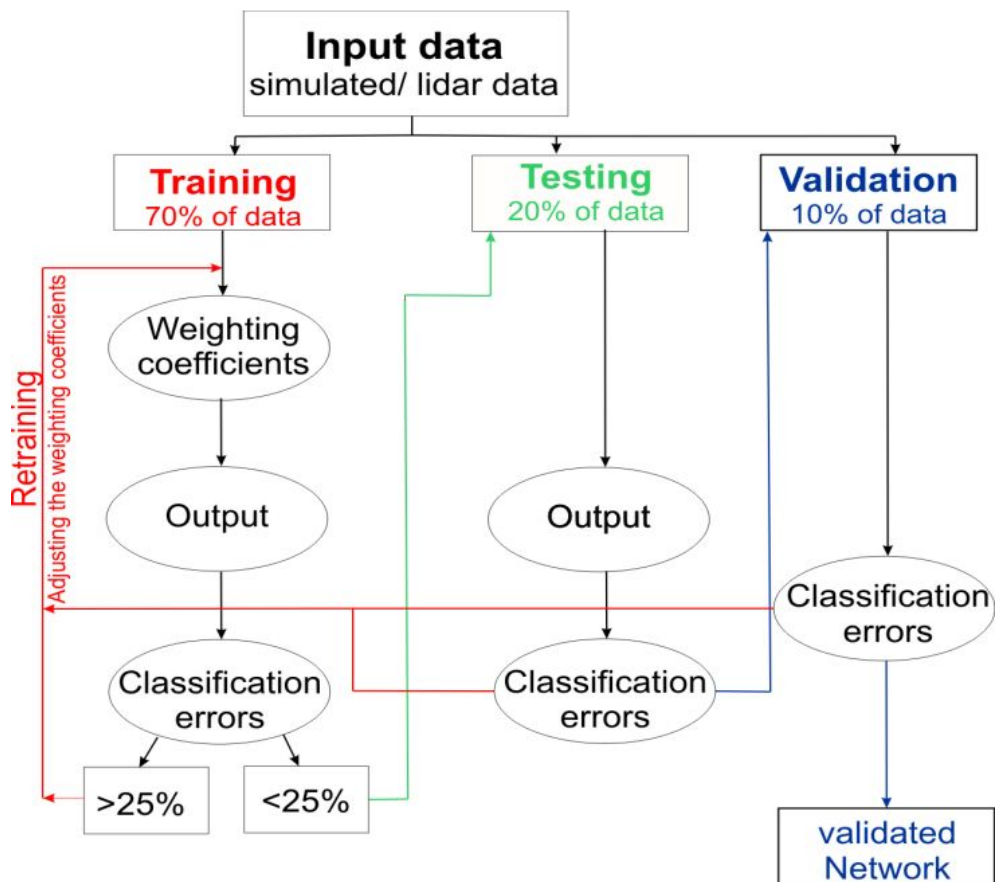 Input data
simulated/ lidar data
Training
70% of data
Testing
20% of data
Validation
10% of data
Retraining
Adjusting the weighting coefficients
Weighting
coefficients
Output
Output
Classification
errors
Classification
errors
Classification
errors
>25%
<25%
validated
Network